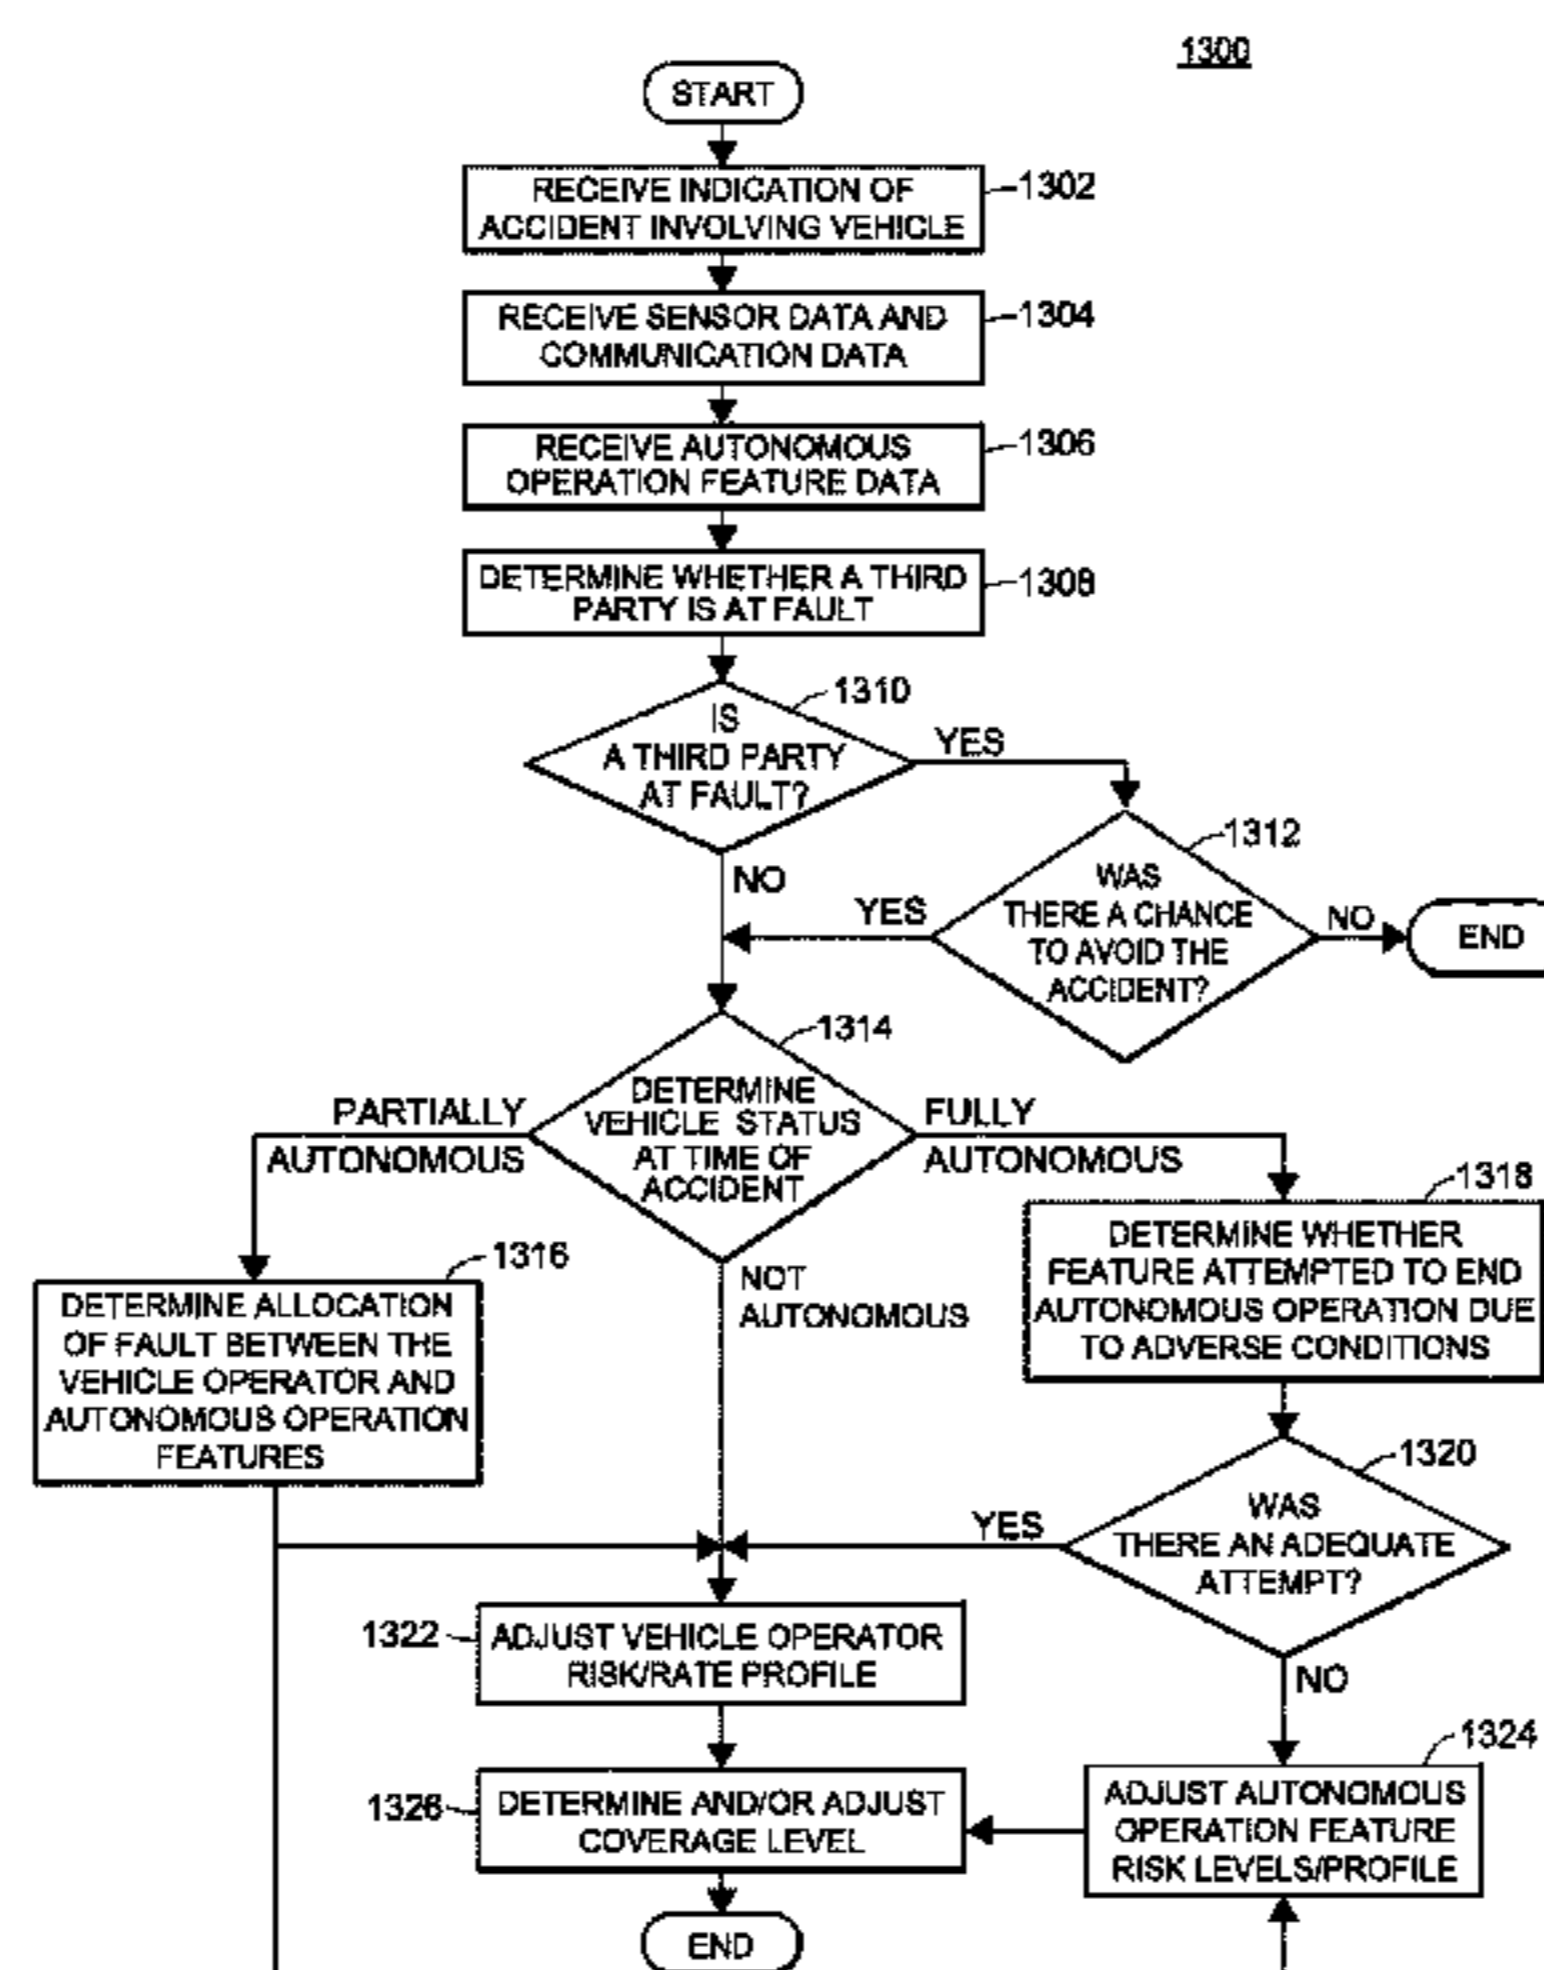 1300
START
RECEIVE INDICATION OF
ACCIDENT INVOLVING VEHICLE
1302
RECEIVE SENSOR DATA AND
COMMUNICATION DATA
1304
RECEIVE AUTONOMOUS
OPERATION FEATURE DATA
1306
DETERMINE WHETHER A THIRD
PARTY IS AT FAULT
1308
1310
IS
A THIRD PARTY
AT FAULT?
YES
NO
1312
WAS
THERE A CHANCE
TO AVOID THE
ACCIDENT?
YES
NO
END
1314
DETERMINE
VEHICLE STATUS
AT TIME OF
ACCIDENT
PARTIALLY
AUTONOMOUS
FULLY
AUTONOMOUS
NOT
AUTONOMOUS
1316
DETERMINE ALLOCATION
OF FAULT BETWEEN THE
VEHICLE OPERATOR AND
AUTONOMOUS OPERATION
FEATURES
1318
DETERMINE WHETHER
FEATURE ATTEMPTED TO END
AUTONOMOUS OPERATION DUE
TO ADVERSE CONDITIONS
1320
WAS
THERE AN ADEQUATE
ATTEMPT?
YES
NO
1322
ADJUST VEHICLE OPERATOR
RISK/RATE PROFILE
1324
ADJUST AUTONOMOUS
OPERATION FEATURE
RISK LEVELS/PROFILE
1326
DETERMINE AND/OR ADJUST
COVERAGE LEVEL
END